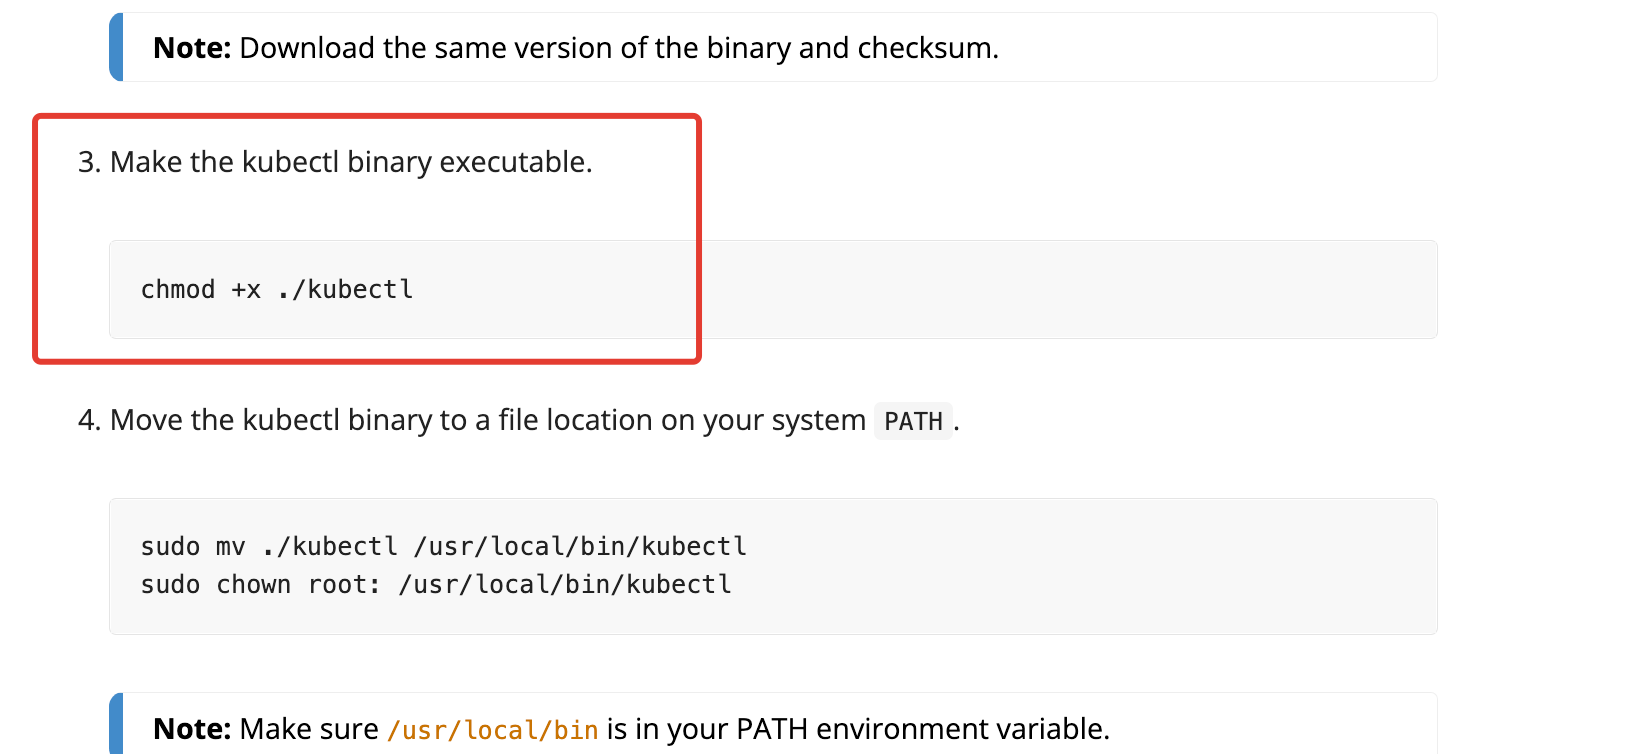 Note: Download the same version of the binary and checksum.
3. Make the kubectl binary executable.
chmod +x ./kubectl
4. Move the kubectl binary to a file location on your system PATH.
sudo mv ./kubectl /usr/local/bin/kubectl
sudo chown root: /usr/local/bin/kubectl
Note: Make sure /usr/local/bin is in your PATH environment variable.